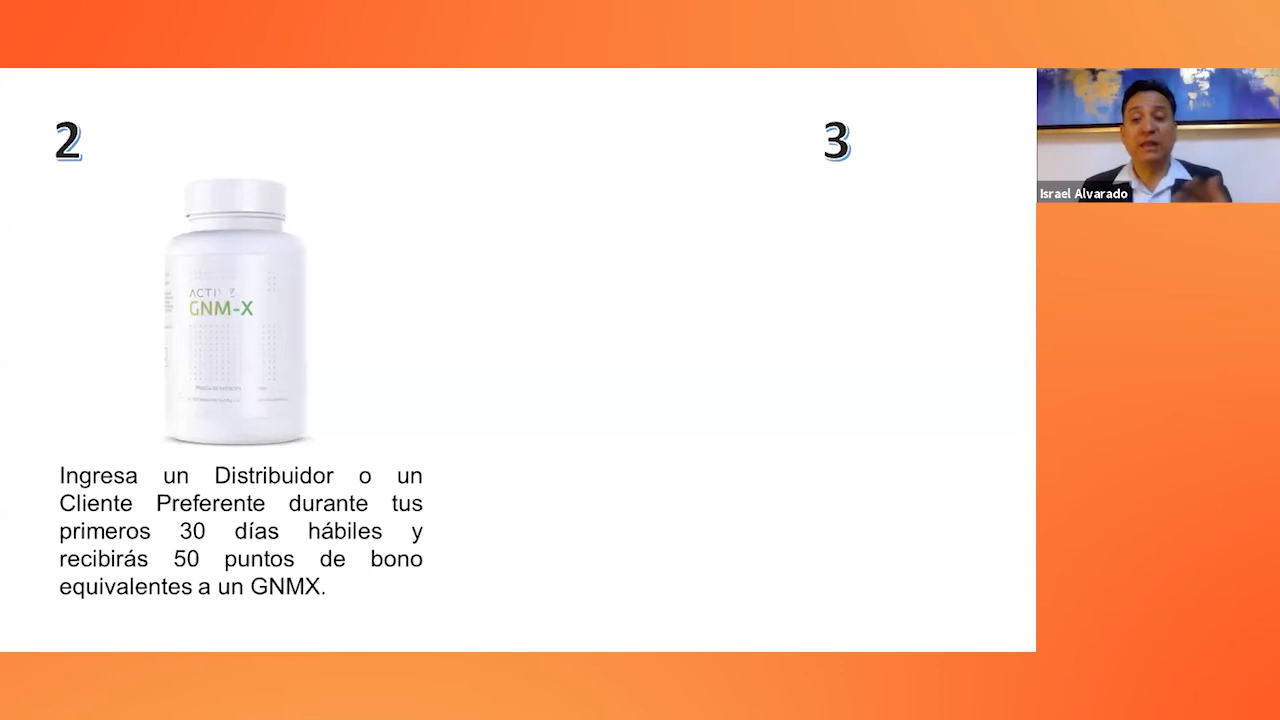 2
3
Israel Alvarado
GNM-X
Ingresa un Distribuidor o un
Cliente Preferente durante tus
primeros 30 días hábiles y
recibirás 50 puntos de bono
equivalentes a un GNMX.